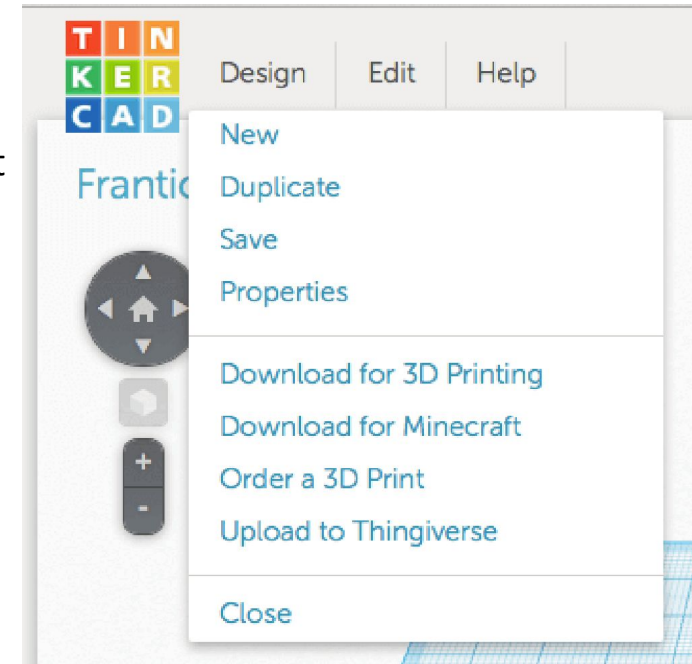 TIN
KER
CAD
Design Edit Help
New
t
Frantic
Duplicate
Save
Properties
Download for 3D Printing
Download for Minecraft
+
Order a 3D Print
-
Upload to Thingiverse
Close